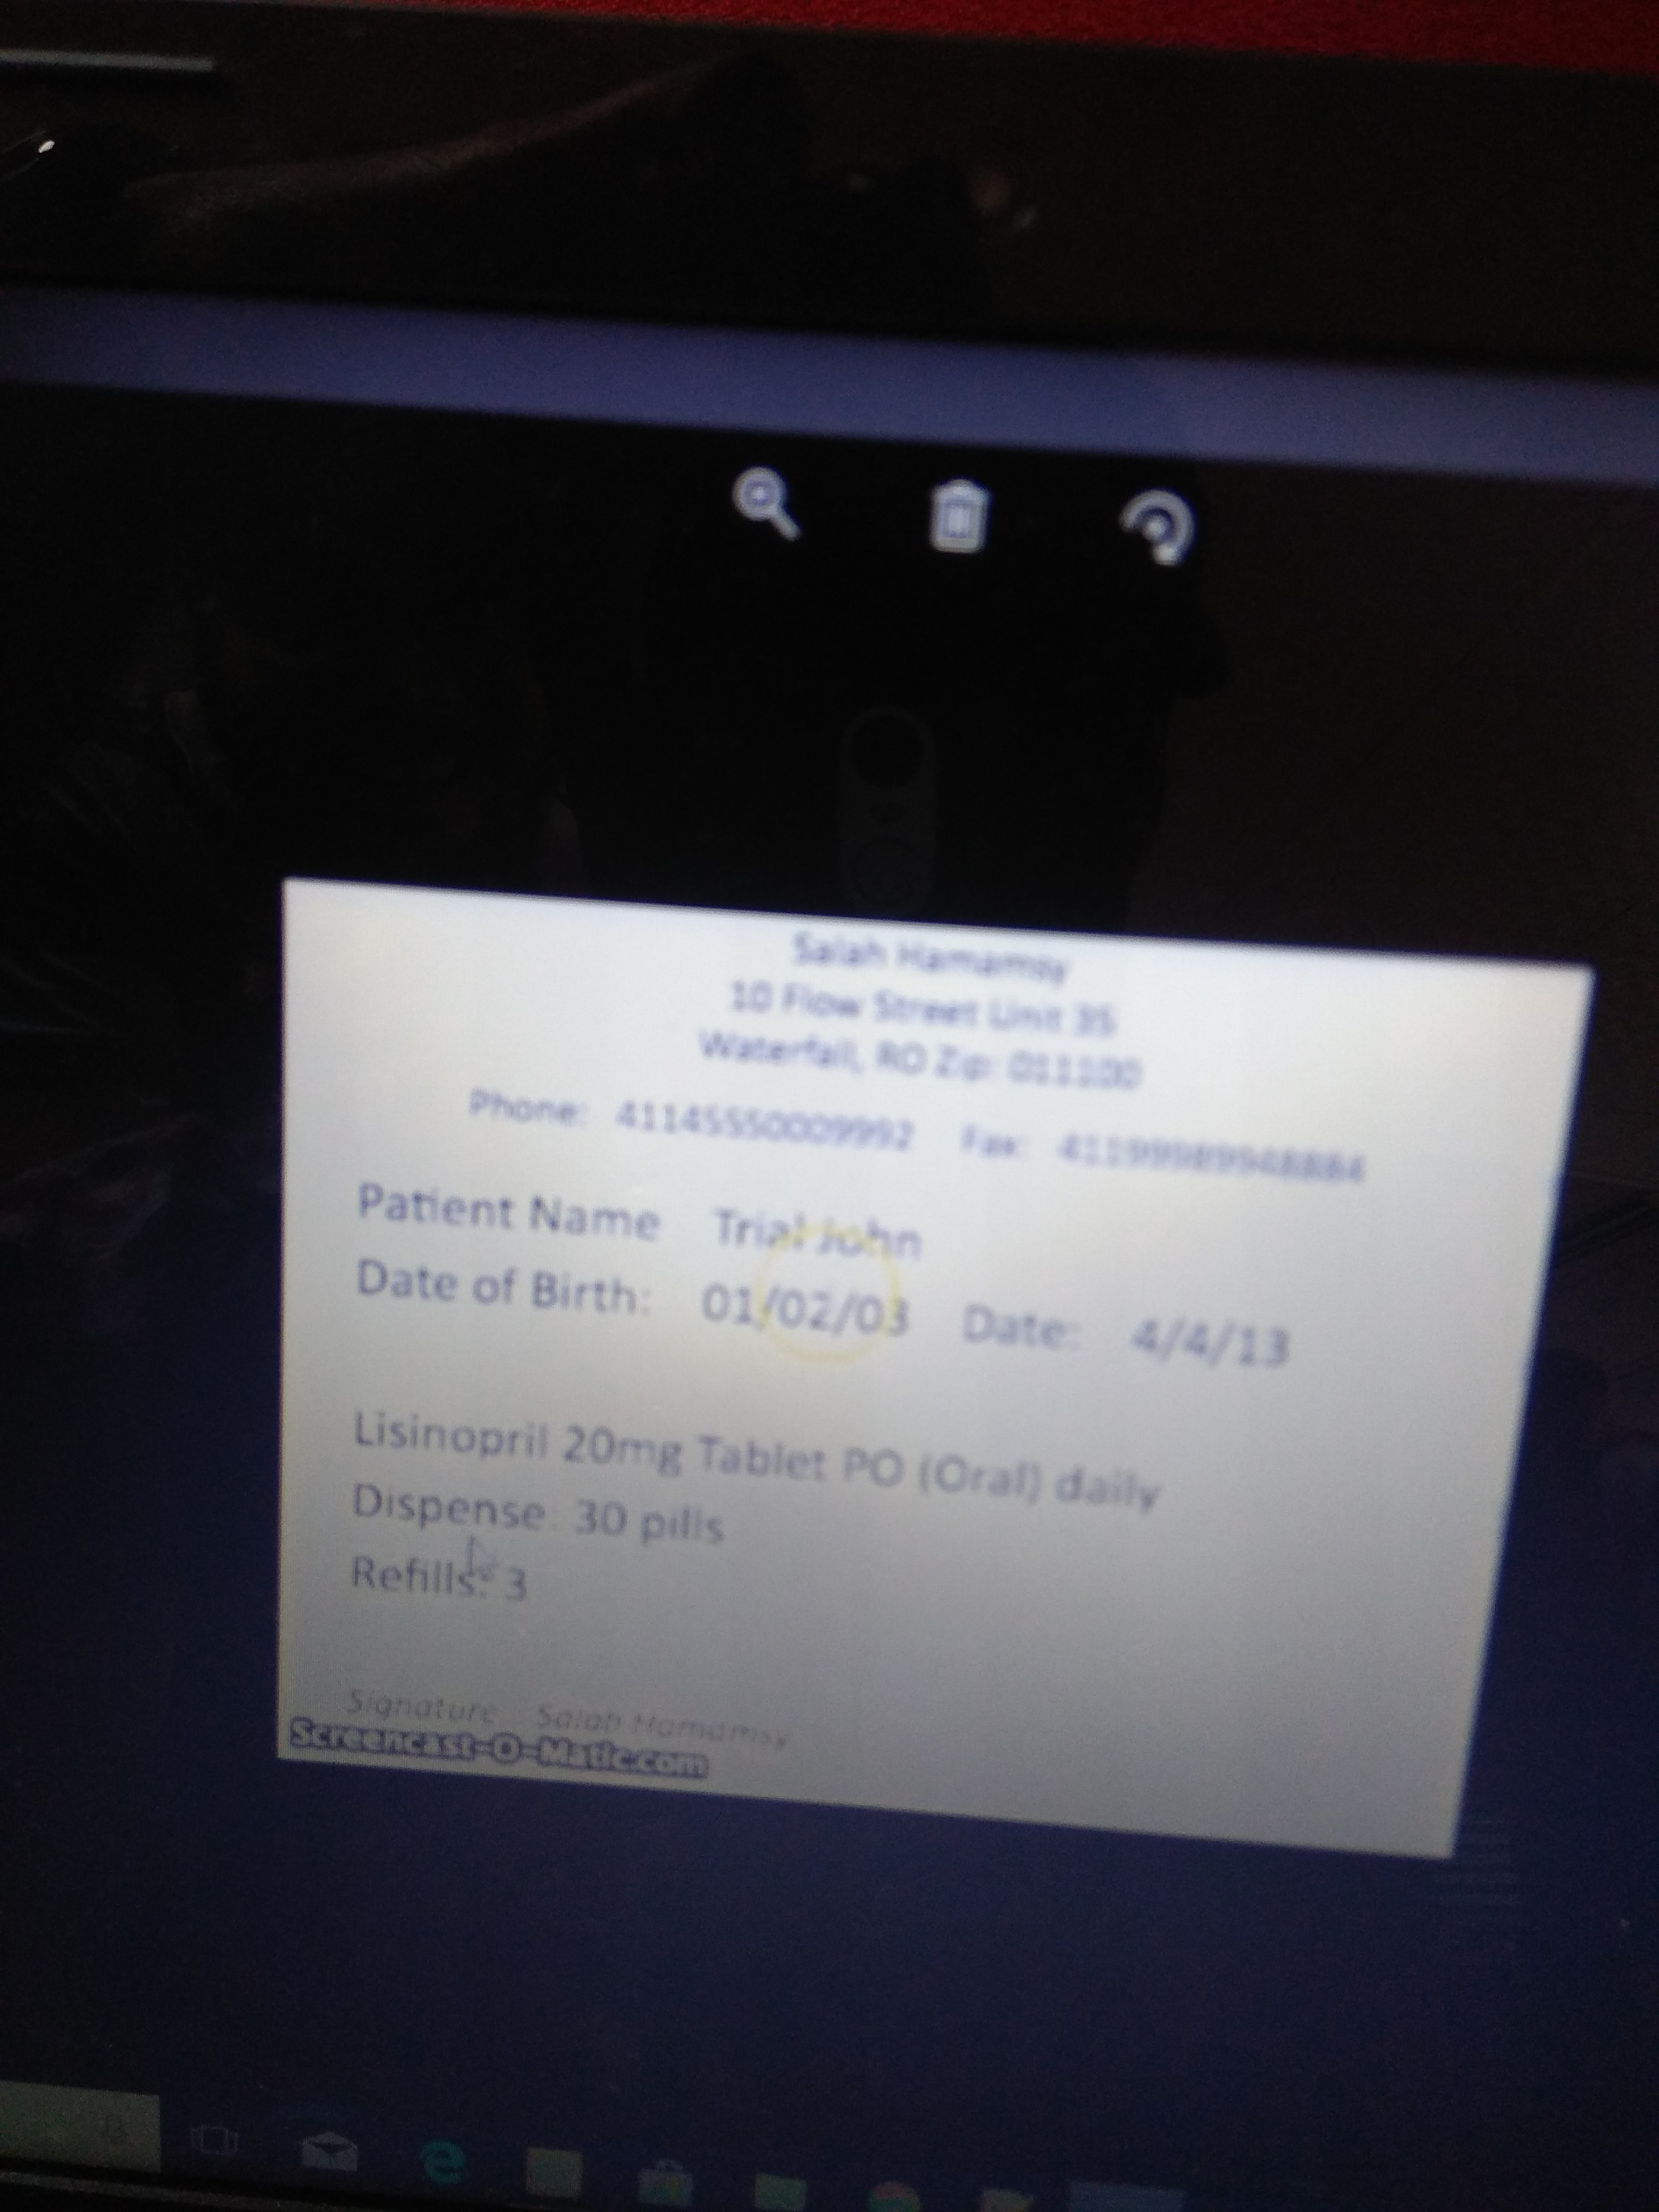 Salah Hamamsy
10 Flow Street Unit 35
Waterfall, RO Zip: 011100
Phone: 41145550009992 Fax:
Patient Name Trial John
Date of Birth: 01/02/03 Date: 4/4/13
Lisinopril 20mg Tablet PO (Oral) daily
Dispense: 30 pills
Refills: 3
Signature Salah Hamamsy
Screencast-O-Matic.com